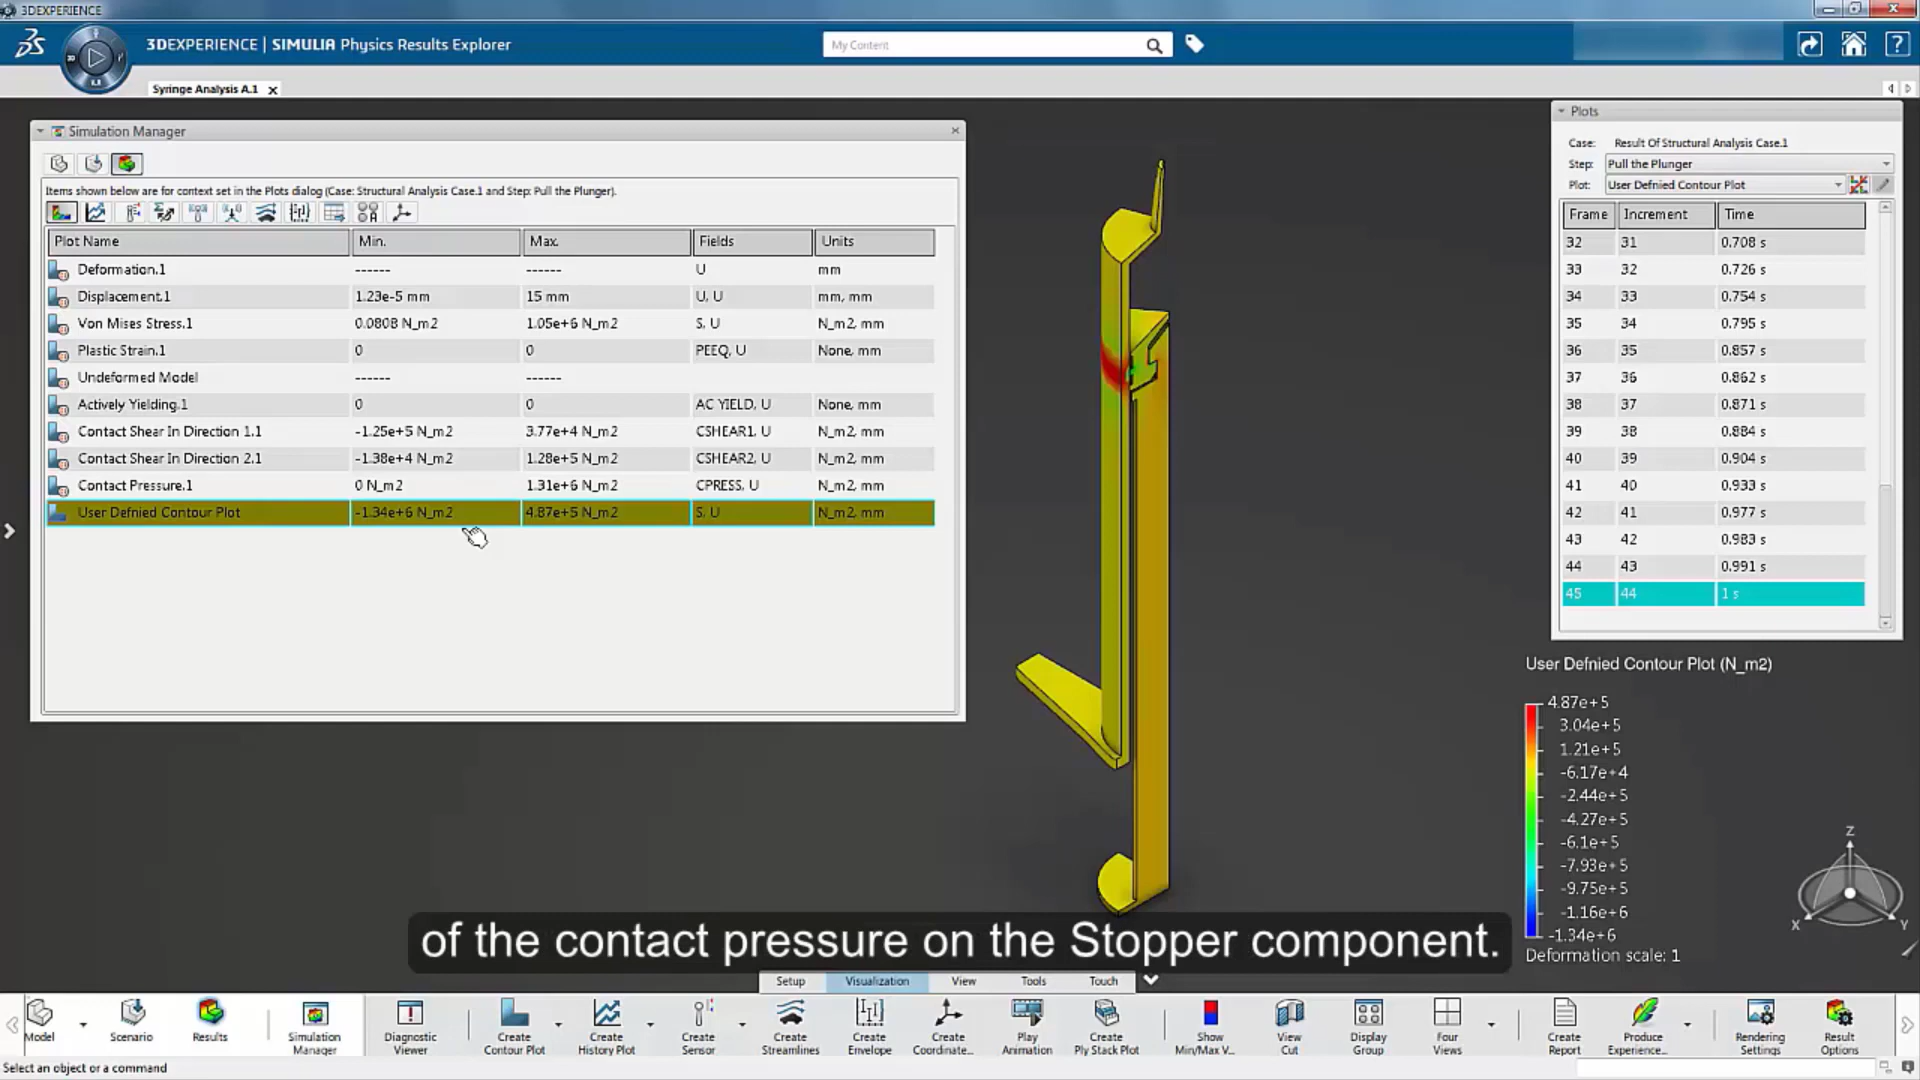 3DEXPERIENCE
3DEXPERIENCE | SIMULIA Physics Results Explorer
My Content
Syringe Analysis A.1
Simulation Manager
Items shown below are for context set in the Plots dialog (Case: Structural Analysis Case.1 and Step: Pull the Plunger).
Plot Name Min. Max. Fields Units
Deformation.1 ------ ------ U mm
Displacement.1 1.23e-5 mm 15 mm U, U mm, mm
Von Mises Stress.1 0.0808 N_m2 1.05e+6 N_m2 S, U N_m2, mm
Plastic Strain.1 0 0 PEEQ, U None, mm
Undeformed Model ------ ------
Actively Yielding.1 0 0 AC YIELD, U None, mm
Contact Shear In Direction 1.1 -1.25e+5 N_m2 3.77e+4 N_m2 CSHEAR1, U N_m2, mm
Contact Shear In Direction 2.1 -1.38e+4 N_m2 1.28e+5 N_m2 CSHEAR2, U N_m2, mm
Contact Pressure.1 0 N_m2 1.31e+6 N_m2 CPRESS, U N_m2, mm
User Defnied Contour Plot -1.34e+6 N_m2 4.87e+5 N_m2 S, U N_m2, mm
Plots
Case: Result Of Structural Analysis Case.1
Step: Pull the Plunger
Plot: User Defnied Contour Plot
Frame Increment Time
32 31 0.708 s
33 32 0.726 s
34 33 0.754 s
35 34 0.795 s
36 35 0.857 s
37 36 0.862 s
38 37 0.871 s
39 38 0.884 s
40 39 0.904 s
41 40 0.933 s
42 41 0.977 s
43 42 0.983 s
44 43 0.991 s
45 44 1 s
User Defnied Contour Plot (N_m2)
4.87e+5
3.04e+5
1.21e+5
-6.17e+4
-2.44e+5
-4.27e+5
-6.1e+5
-7.93e+5
-9.75e+5
-1.16e+6
-1.34e+6
Deformation scale: 1
Z
X Y
of the contact pressure on the Stopper component.
Setup Visualization View Tools Touch
Model Scenario Results Simulation Manager Diagnostic Viewer Create Contour Plot Create History Plot Create Sensor Create Streamlines Create Envelope Create Coordinate... Play Animation Create Ply Stack Plot Show Min/Max V... View Cut Display Group Four Views Create Report Produce Experience... Rendering Settings Result Options
Select an object or a command